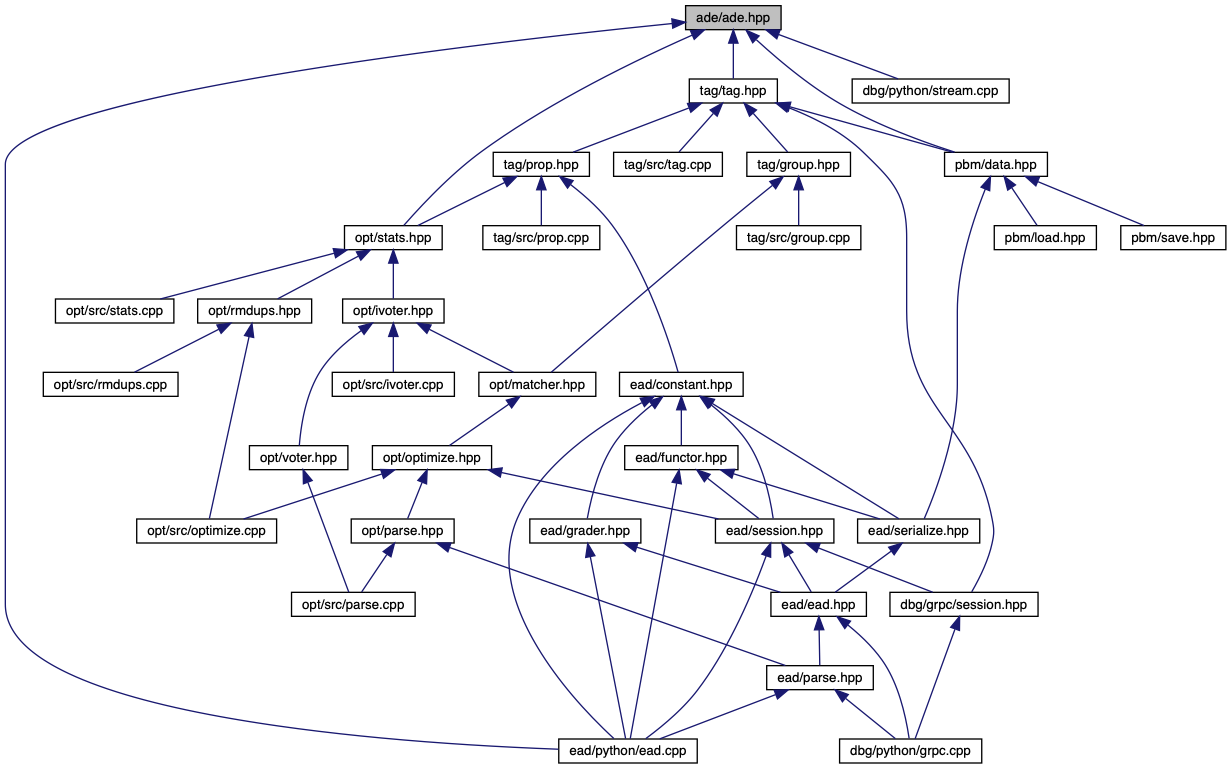 ade/ade.hpp
tag/tag.hpp
dbg/python/stream.cpp
tag/prop.hpp
tag/src/tag.cpp
tag/group.hpp
pbm/data.hpp
opt/stats.hpp
tag/src/prop.cpp
tag/src/group.cpp
pbm/load.hpp
pbm/save.hpp
opt/src/stats.cpp
opt/rmdups.hpp
opt/ivoter.hpp
opt/src/rmdups.cpp
opt/src/ivoter.cpp
opt/matcher.hpp
ead/constant.hpp
opt/voter.hpp
opt/optimize.hpp
ead/functor.hpp
opt/src/optimize.cpp
opt/parse.hpp
ead/grader.hpp
ead/session.hpp
ead/serialize.hpp
opt/src/parse.cpp
ead/ead.hpp
dbg/grpc/session.hpp
ead/parse.hpp
ead/python/ead.cpp
dbg/python/grpc.cpp